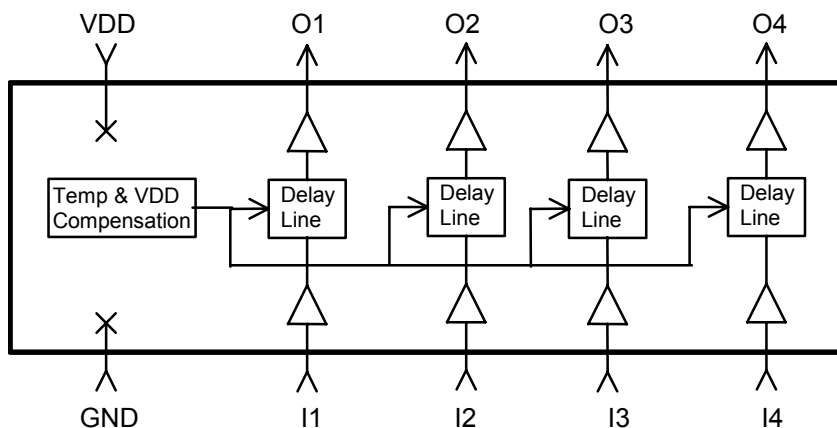 VDD O1 O2 O3 O4
Temp & VDD
Compensation
Delay
Line
Delay
Line
Delay
Line
Delay
Line
GND I1 I2 I3 I4